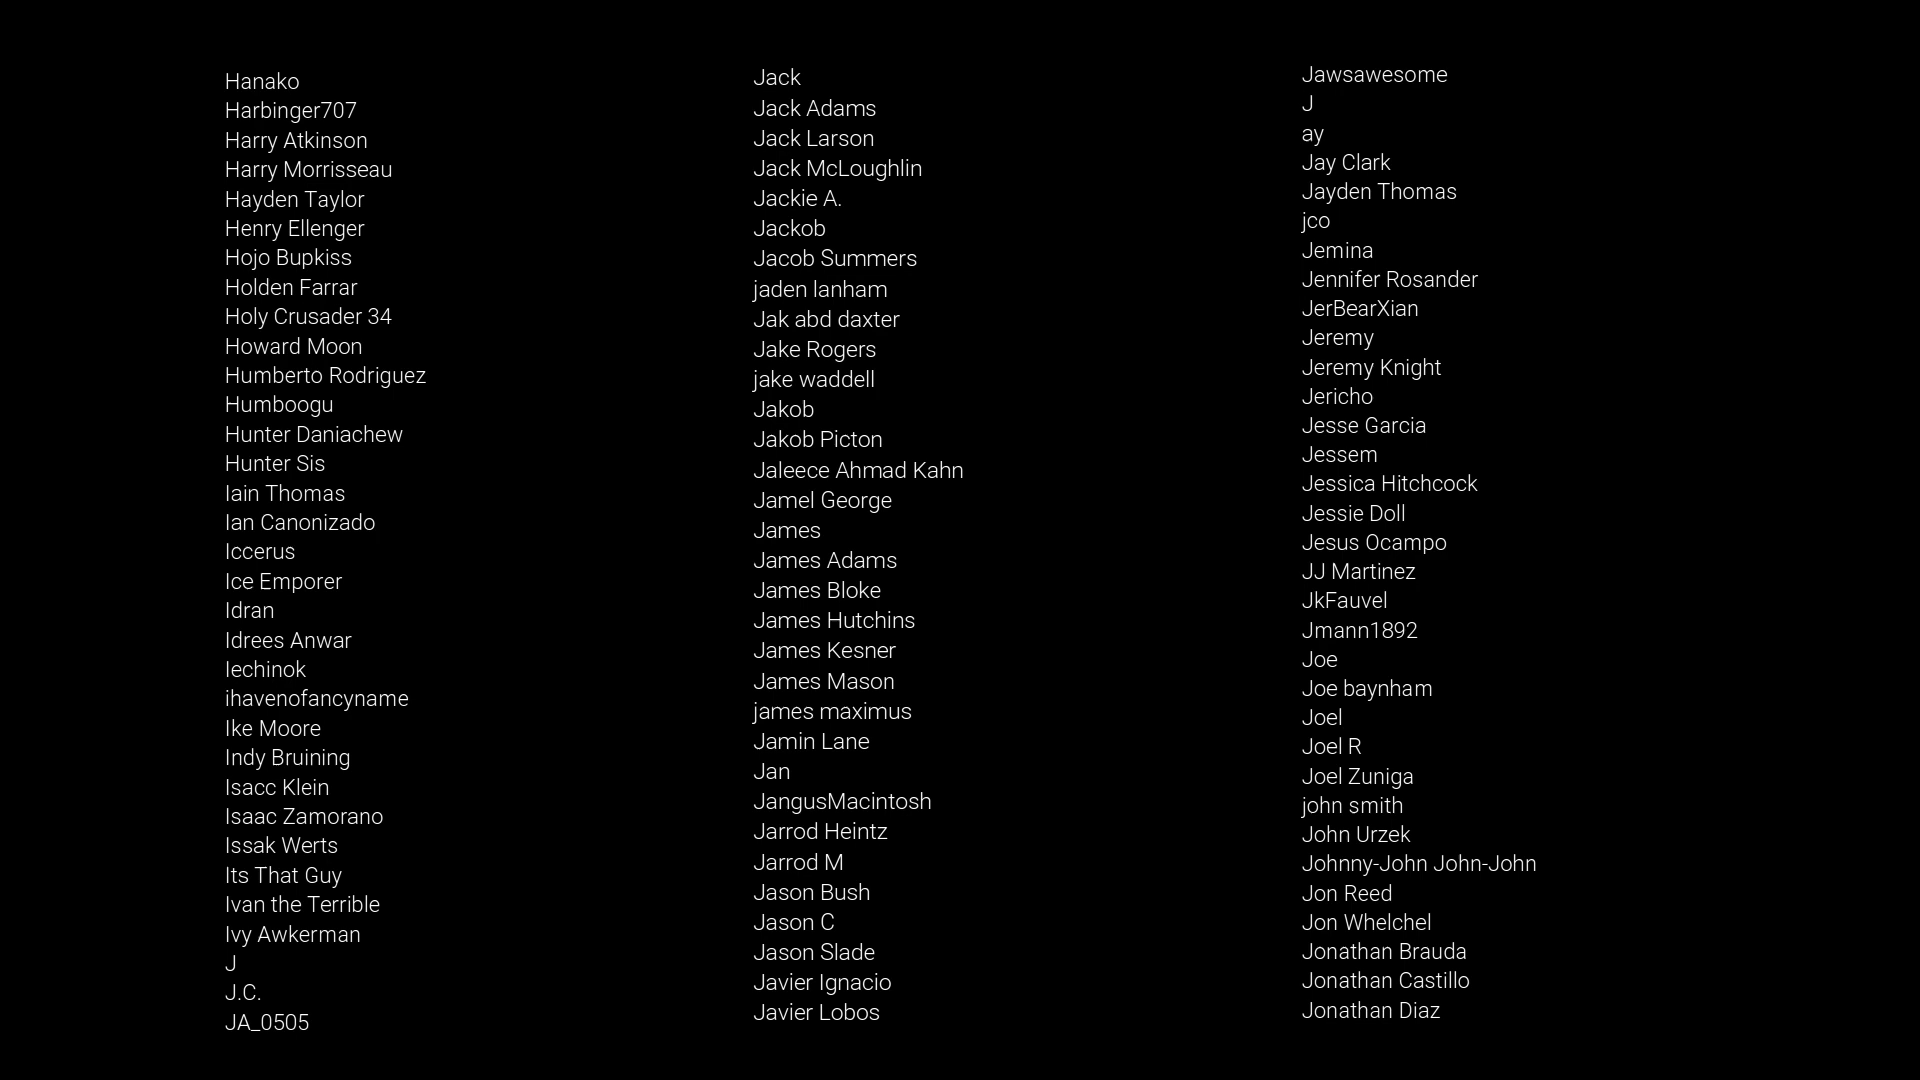 Hanako
Harbinger707
Harry Atkinson
Harry Morrisseau
Hayden Taylor
Henry Ellenger
Hojo Bupkiss
Holden Farrar
Holy Crusader 34
Howard Moon
Humberto Rodriguez
Humboogu
Hunter Daniachew
Hunter Sis
Iain Thomas
Ian Canonizado
Iccerus
Ice Emporer
Idran
Idrees Anwar
Iechinok
ihavenofancyname
Ike Moore
Indy Bruining
Isacc Klein
Isaac Zamorano
Issak Werts
Its That Guy
Ivan the Terrible
Ivy Awkerman
J
J.C.
JA_0505
Jack
Jack Adams
Jack Larson
Jack McLoughlin
Jackie A.
Jackob
Jacob Summers
jaden lanham
Jak abd daxter
Jake Rogers
jake waddell
Jakob
Jakob Picton
Jaleece Ahmad Kahn
Jamel George
James
James Adams
James Bloke
James Hutchins
James Kesner
James Mason
james maximus
Jamin Lane
Jan
JangusMacintosh
Jarrod Heintz
Jarrod M
Jason Bush
Jason C
Jason Slade
Javier Ignacio
Javier Lobos
Jawsawesome
J
ay
Jay Clark
Jayden Thomas
jco
Jemina
Jennifer Rosander
JerBearXian
Jeremy
Jeremy Knight
Jericho
Jesse Garcia
Jessem
Jessica Hitchcock
Jessie Doll
Jesus Ocampo
JJ Martinez
JkFauvel
Jmann1892
Joe
Joe baynham
Joel
Joel R
Joel Zuniga
john smith
John Urzek
Johnny-John John-John
Jon Reed
Jon Whelchel
Jonathan Brauda
Jonathan Castillo
Jonathan Diaz